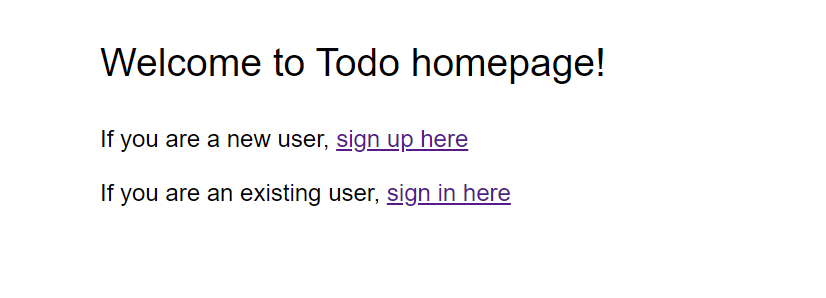 Welcome to Todo homepage!
If you are a new user, sign up here
If you are an existing user, sign in here